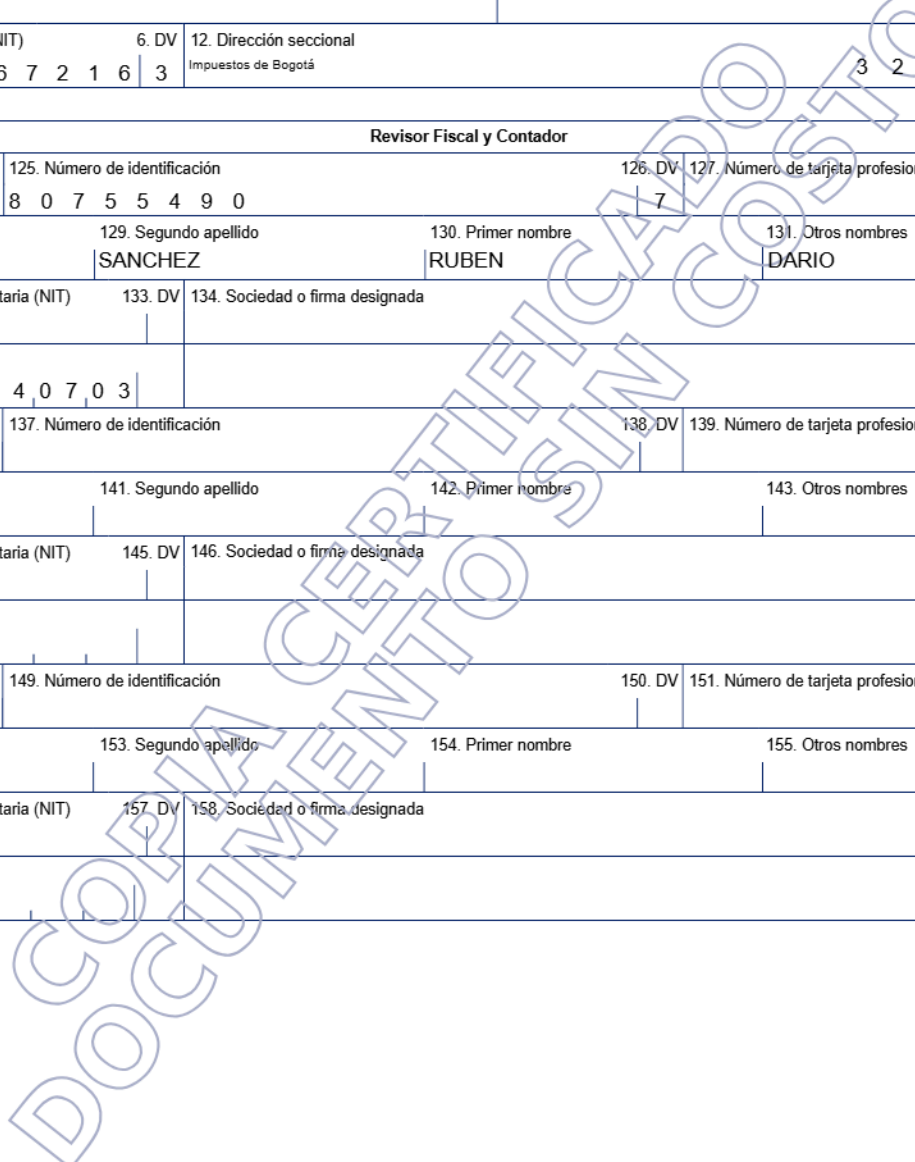 NIT) 6. DV 12. Dirección seccional
6 7 2 1 6 3 Impuestos de Bogotá 3 2
Revisor Fiscal y Contador
125. Número de identificación 126. DV 127. Número de tarjeta profesion
8 0 7 5 5 4 9 0 7
129. Segundo apellido 130. Primer nombre 131. Otros nombres
SANCHEZ RUBEN DARIO
taria (NIT) 133. DV 134. Sociedad o firma designada
4 0 7 0 3
137. Número de identificación 138. DV 139. Número de tarjeta profesion
141. Segundo apellido 142. Primer nombre 143. Otros nombres
taria (NIT) 145. DV 146. Sociedad o firma designada
149. Número de identificación 150. DV 151. Número de tarjeta profesion
153. Segundo apellido 154. Primer nombre 155. Otros nombres
taria (NIT) 157. DV 158. Sociedad o firma designada
COPIA CERTIFICADO
DOCUMENTO SIN COSTO